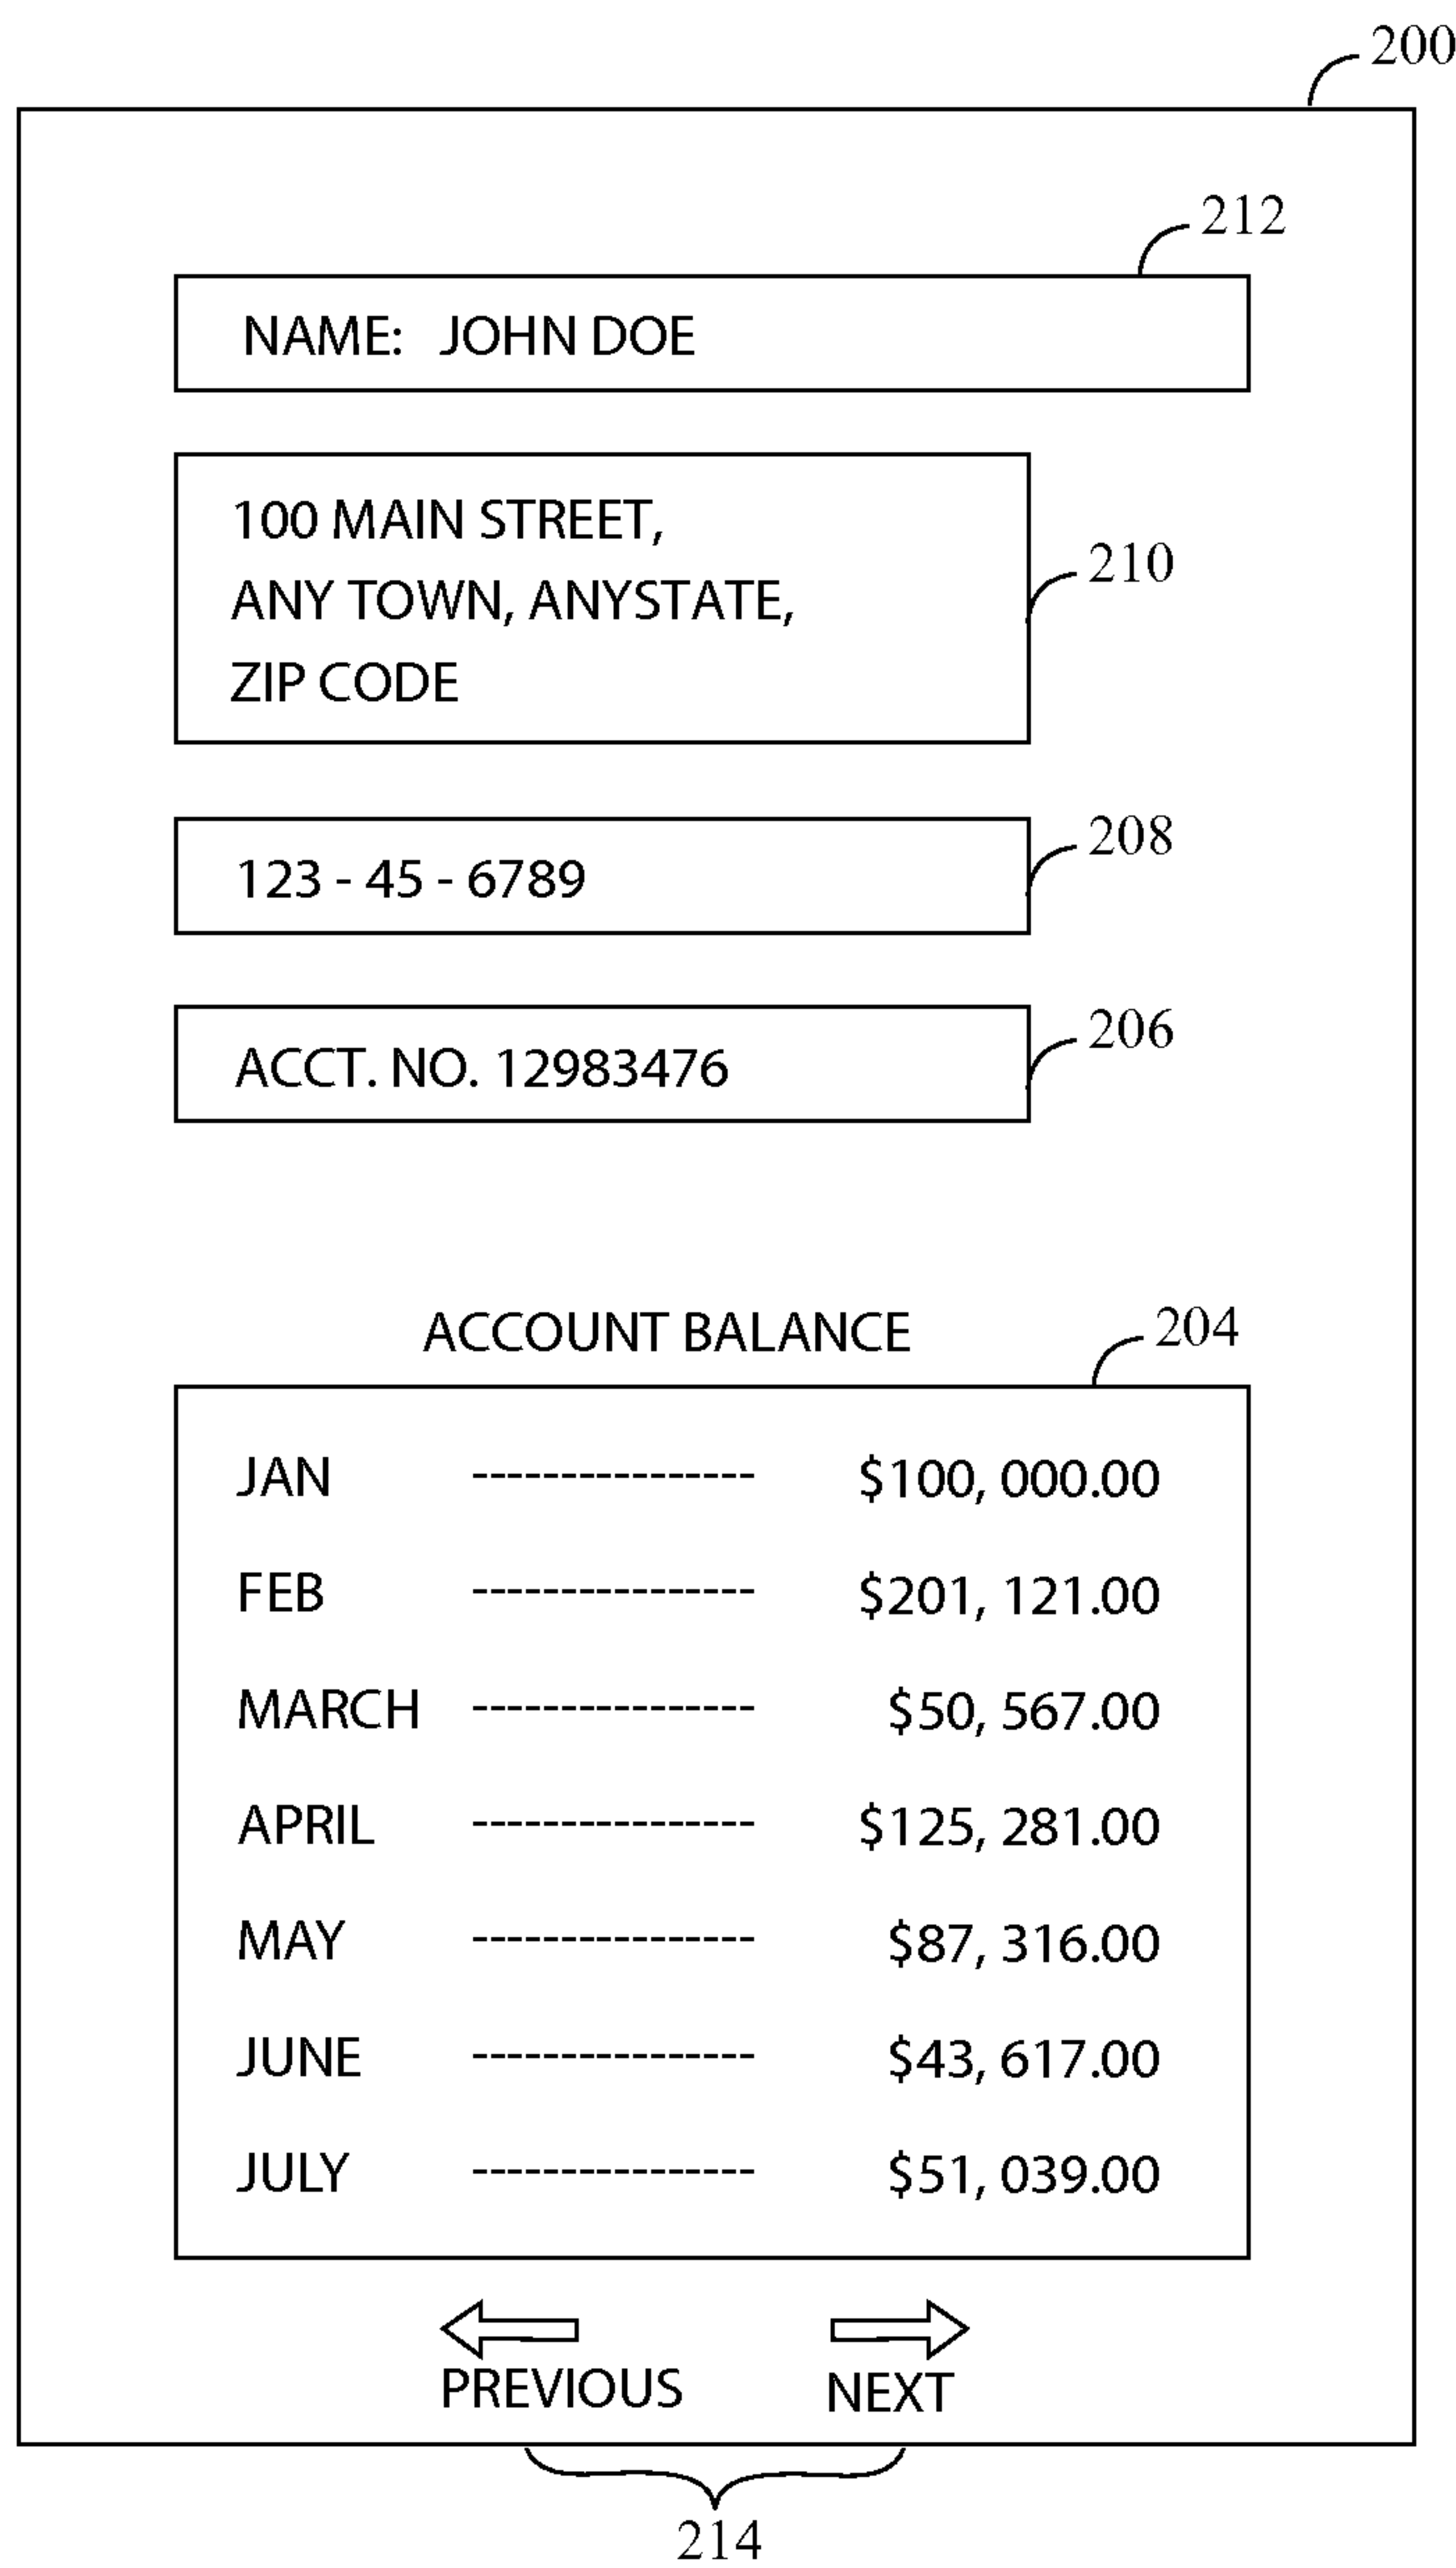 200
212
NAME: JOHN DOE
100 MAIN STREET,
ANY TOWN, ANYSTATE,
ZIP CODE
210
123 - 45 - 6789
208
ACCT. NO. 12983476
206
ACCOUNT BALANCE
204
JAN ---------------- $100, 000.00
FEB ---------------- $201, 121.00
MARCH ---------------- $50, 567.00
APRIL ---------------- $125, 281.00
MAY ---------------- $87, 316.00
JUNE ---------------- $43, 617.00
JULY ---------------- $51, 039.00
PREVIOUS NEXT
214